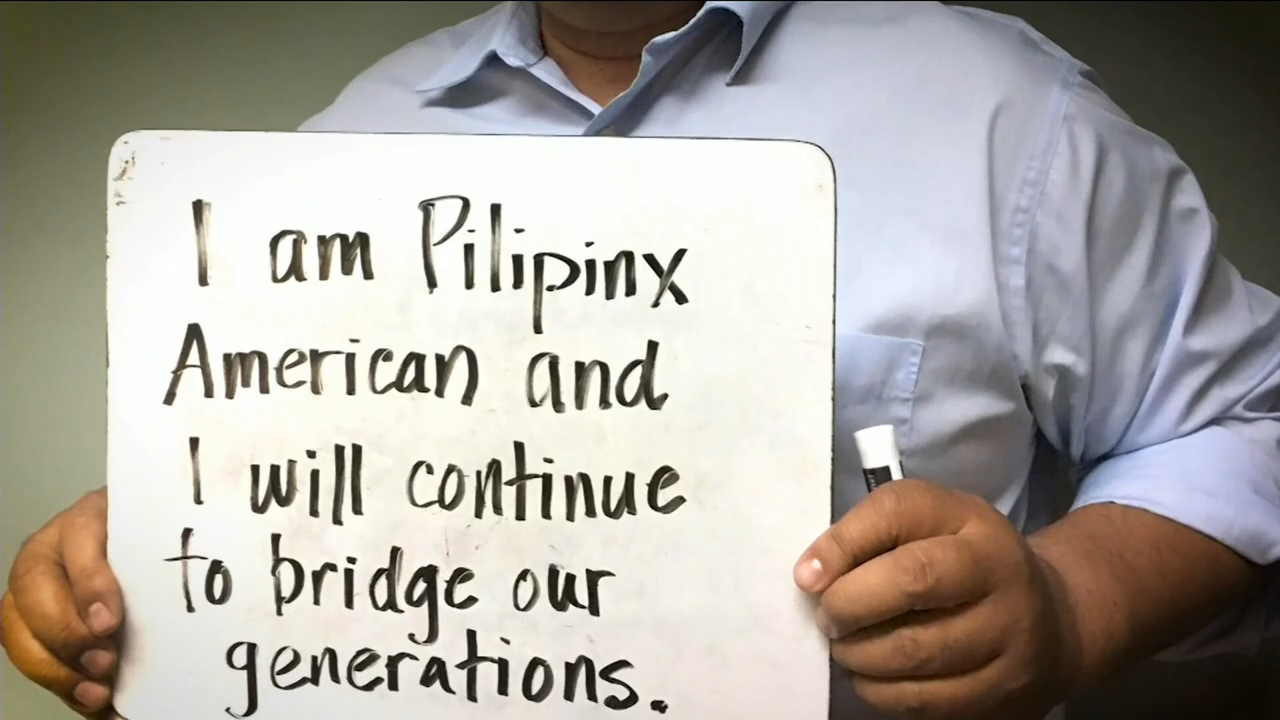 I am Pilipinx
American and
I will continue
to bridge our
generations.